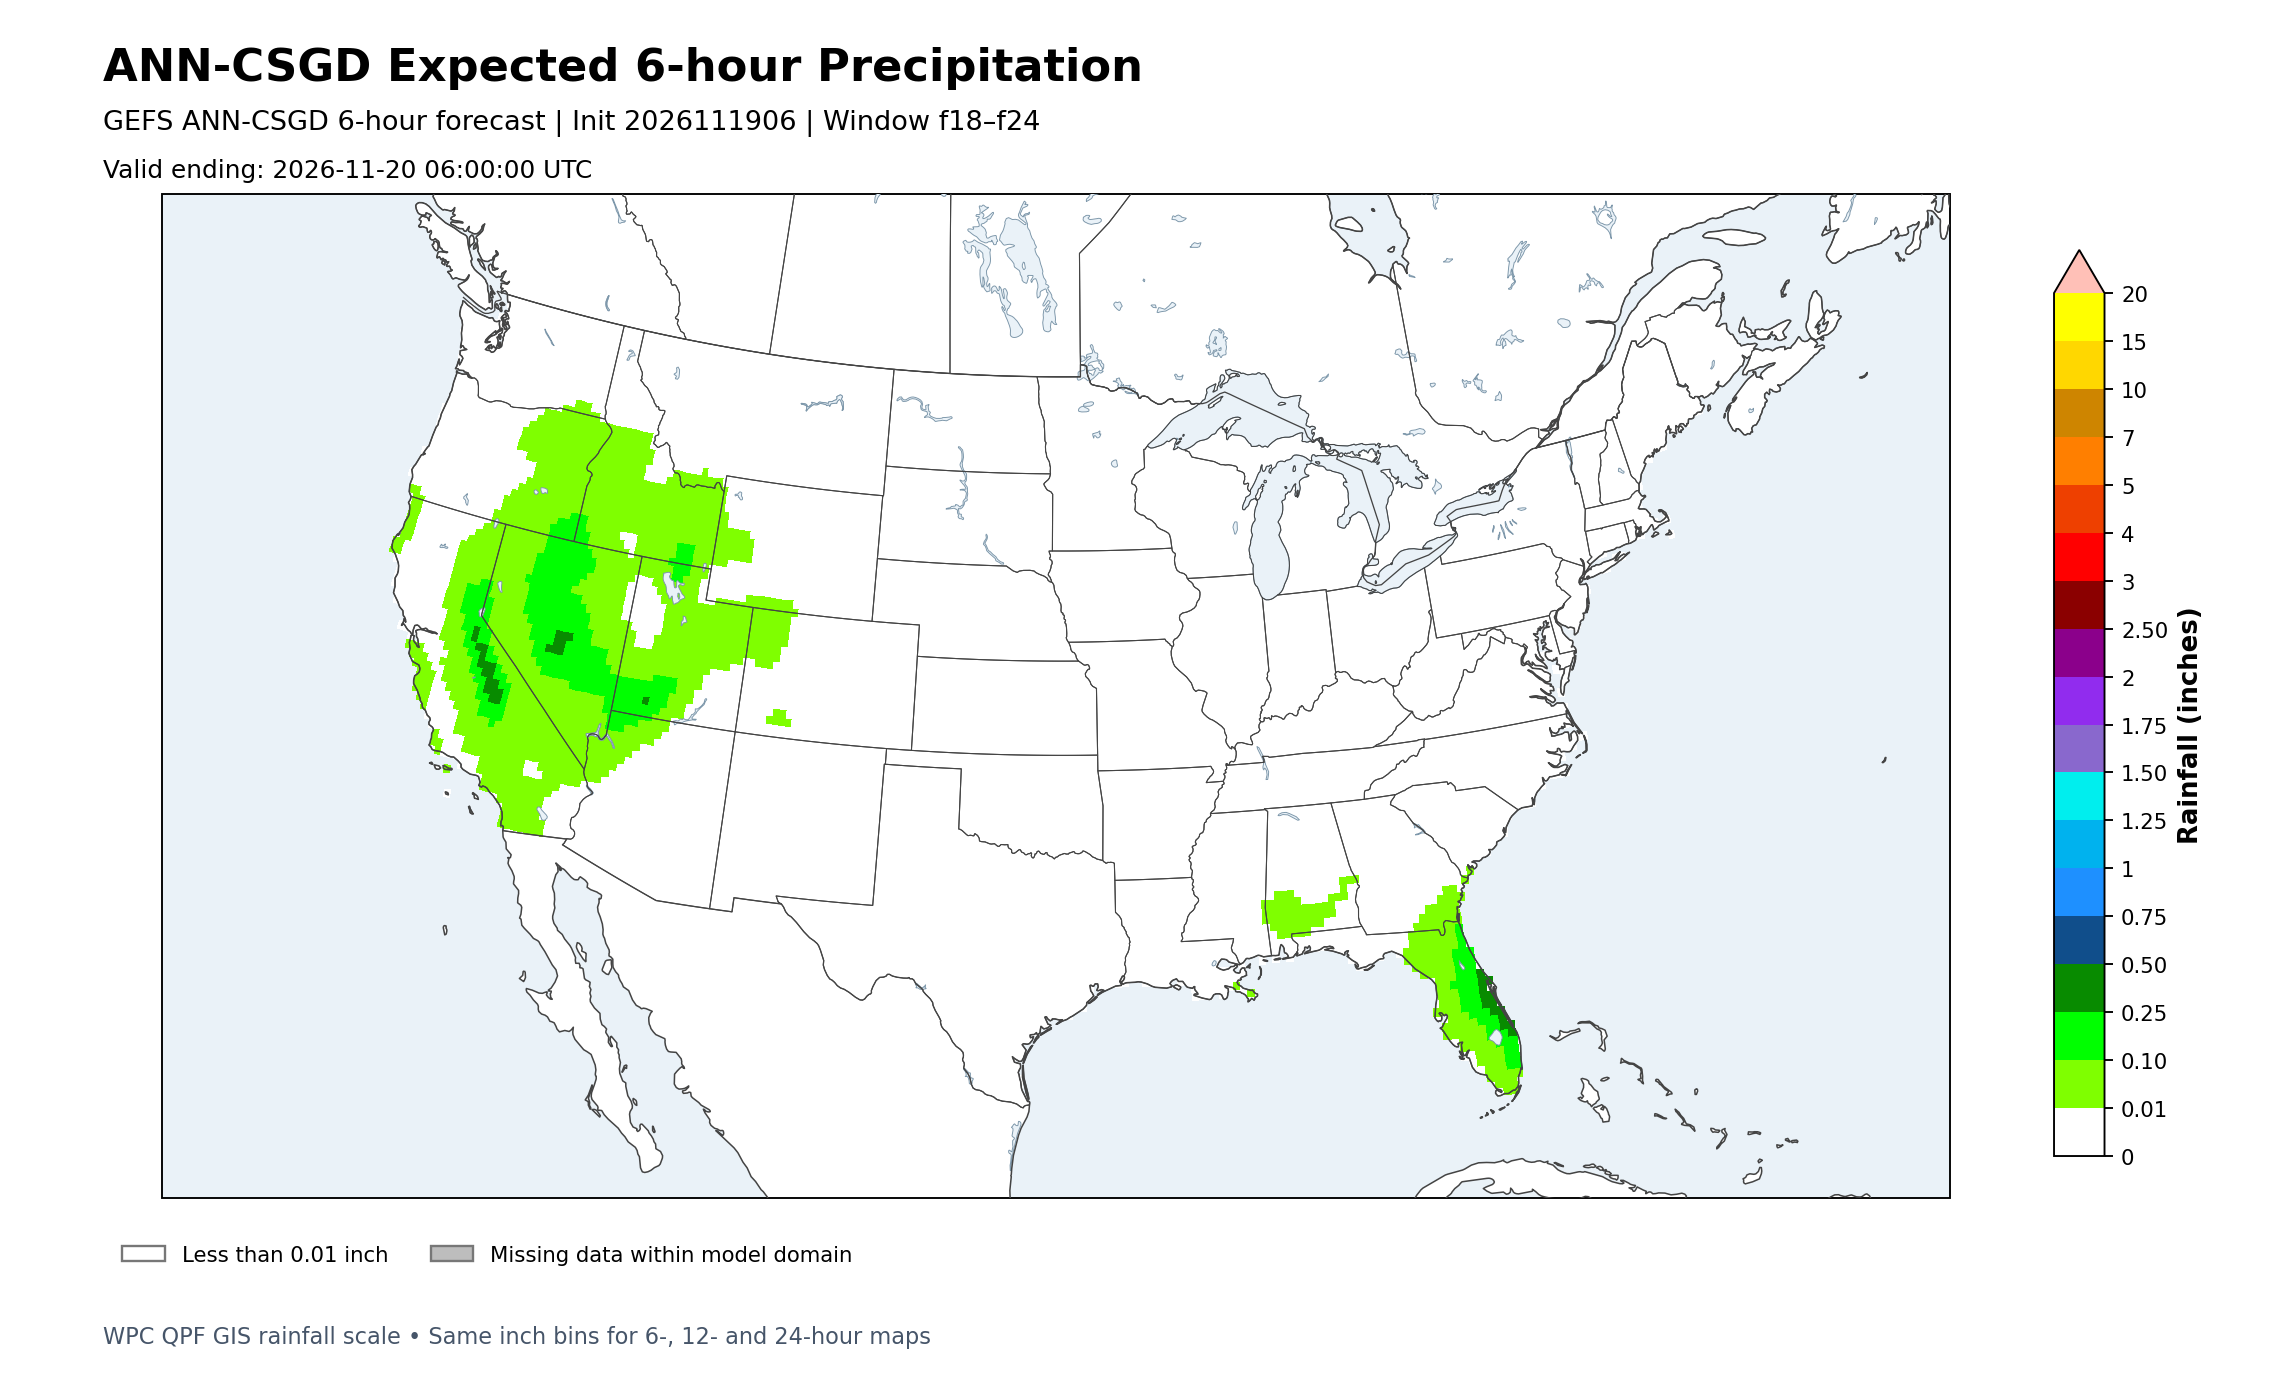 ANN-CSGD Expected 6-hour Precipitation
GEFS ANN-CSGD 6-hour forecast | Init 2026111906 | Window f18–f24
Valid ending: 2026-11-20 06:00:00 UTC
20
15
10
7
5
4
3
2.50
2
1.75
1.50
1.25
1
0.75
0.50
0.25
0.10
0.01
0
Rainfall (inches)
Less than 0.01 inch
Missing data within model domain
WPC QPF GIS rainfall scale • Same inch bins for 6-, 12- and 24-hour maps